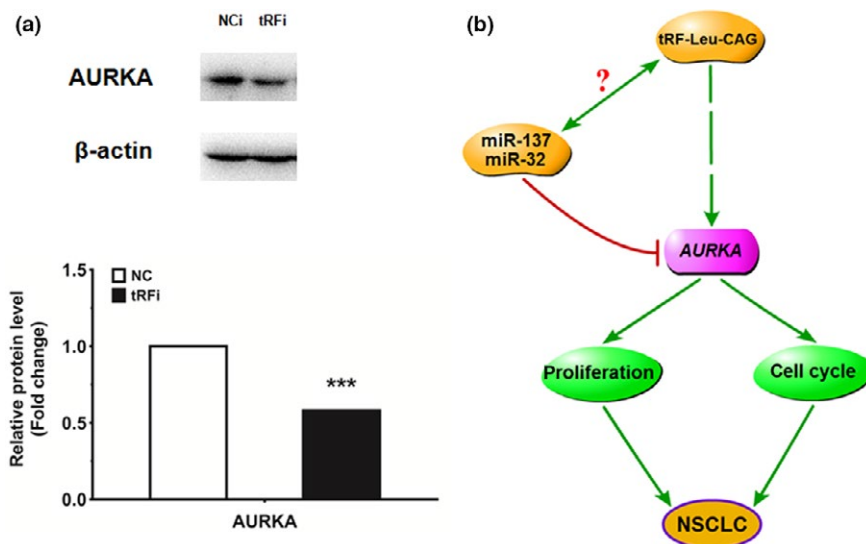 (a)
NCi tRFi
AURKA
β-actin
Relative protein level
(Fold change)
1.5
1.0
0.5
0.0
NC
tRFi
***
AURKA
(b)
tRF-Leu-CAG
?
miR-137
miR-32
AURKA
Proliferation
Cell cycle
NSCLC